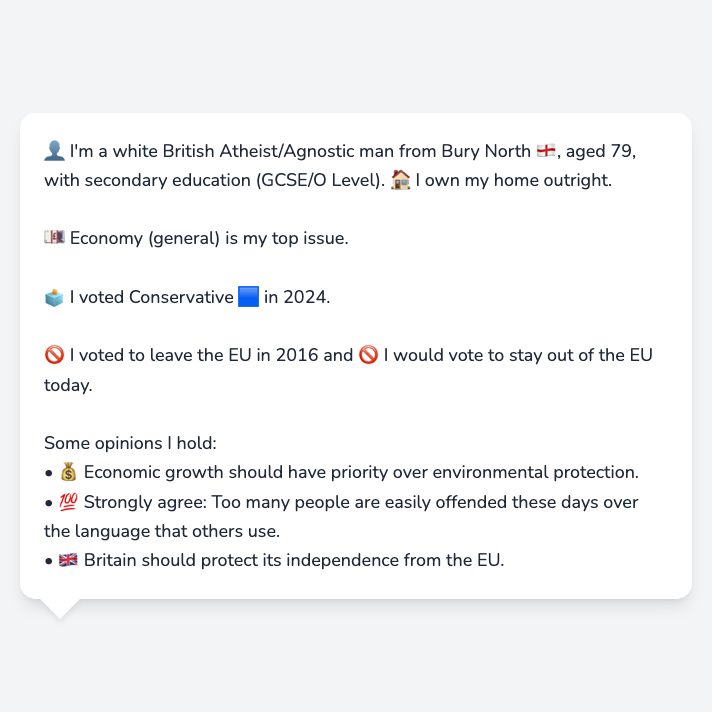 👤 I'm a white British Atheist/Agnostic man from Bury North 🏴󠁧󠁢󠁥󠁮󠁧󠁿, aged 79,
with secondary education (GCSE/O Level). 🏠 I own my home outright.
💷 Economy (general) is my top issue.
🗳️ I voted Conservative 🟦 in 2024.
🚫 I voted to leave the EU in 2016 and 🚫 I would vote to stay out of the EU
today.
Some opinions I hold:
• 💰 Economic growth should have priority over environmental protection.
• 💯 Strongly agree: Too many people are easily offended these days over
the language that others use.
• 🇬🇧 Britain should protect its independence from the EU.